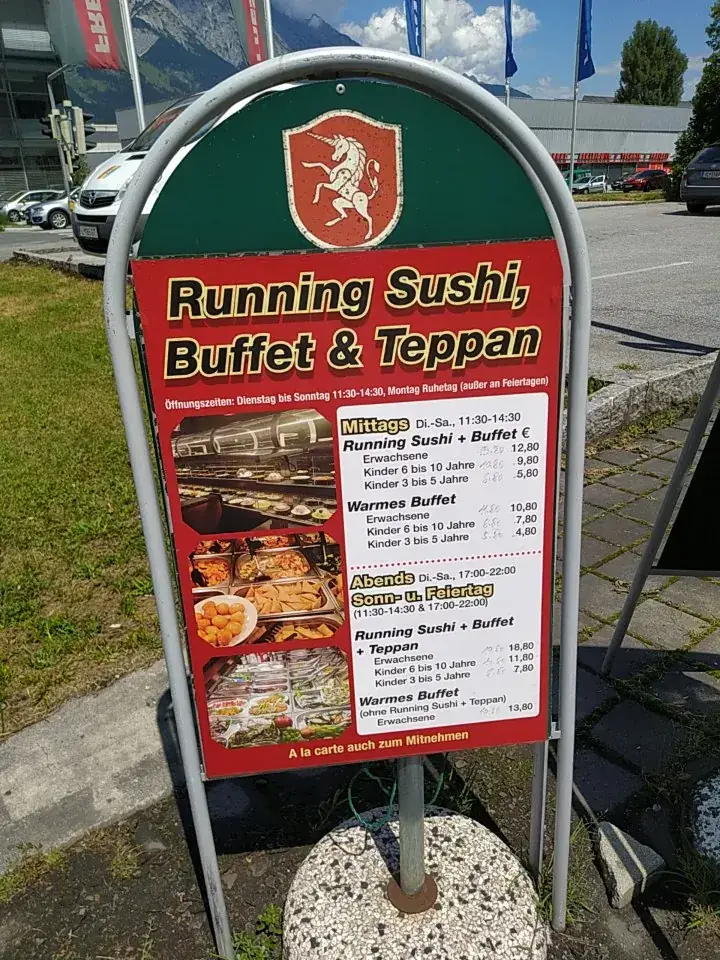 FRE
FRE
Running Sushi,
Buffet & Teppan
Öffnungszeiten: Dienstag bis Sonntag 11:30-14:30, Montag Ruhetag (außer an Feiertagen)
Mittags Di.-Sa., 11:30-14:30
Running Sushi + Buffet €
Erwachsene 12,80
Kinder 6 bis 10 Jahre 9,80
Kinder 3 bis 5 Jahre 5,80
Warmes Buffet
Erwachsene 10,80
Kinder 6 bis 10 Jahre 7,80
Kinder 3 bis 5 Jahre 4,80
Abends Di.-Sa., 17:00-22:00
Sonn- u. Feiertag
(11:30-14:30 & 17:00-22:00)
Running Sushi + Buffet
+ Teppan
Erwachsene 18,80
Kinder 6 bis 10 Jahre 11,80
Kinder 3 bis 5 Jahre 7,80
Warmes Buffet
(ohne Running Sushi + Teppan)
Erwachsene 13,80
A la carte auch zum Mitnehmen